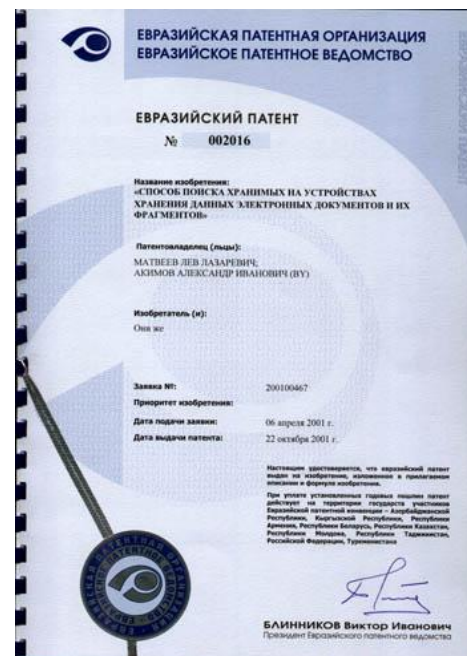 ЕВРАЗИЙСКАЯ ПАТЕНТНАЯ ОРГАНИЗАЦИЯ
ЕВРАЗИЙСКОЕ ПАТЕНТНОЕ ВЕДОМСТВО
ЕВРАЗИЙСКИЙ ПАТЕНТ
№ 002016
Название изобретения:
«СПОСОБ ПОИСКА ХРАНИМЫХ НА УСТРОЙСТВАХ
ХРАНЕНИЯ ДАННЫХ ЭЛЕКТРОННЫХ ДОКУМЕНТОВ И ИХ
ФРАГМЕНТОВ»
Патентовладелец (льцы):
МАТВЕЕВ ЛЕВ ЛАЗАРЕВИЧ;
АКИМОВ АЛЕКСАНДР ИВАНОВИЧ (BY)
Изобретатель (и):
Они же
Заявка №: 200100467
Приоритет изобретения:
Дата подачи заявки: 06 апреля 2001 г.
Дата выдачи патента: 22 октября 2001 г.
Настоящим удостоверяется, что евразийский патент
выдан на изобретение, изложенное в прилагаемом
описании и формуле изобретения.
При уплате установленных годовых пошлин патент
действует на территории государств участников
Евразийской патентной конвенции – Азербайджанской
Республики, Кыргызской Республики, Республики
Армения, Республики Беларусь, Республики Казахстан,
Республики Молдова, Республики Таджикистан,
Российской Федерации, Туркменистана
БЛИННИКОВ Виктор Иванович
Президент Евразийского патентного ведомства